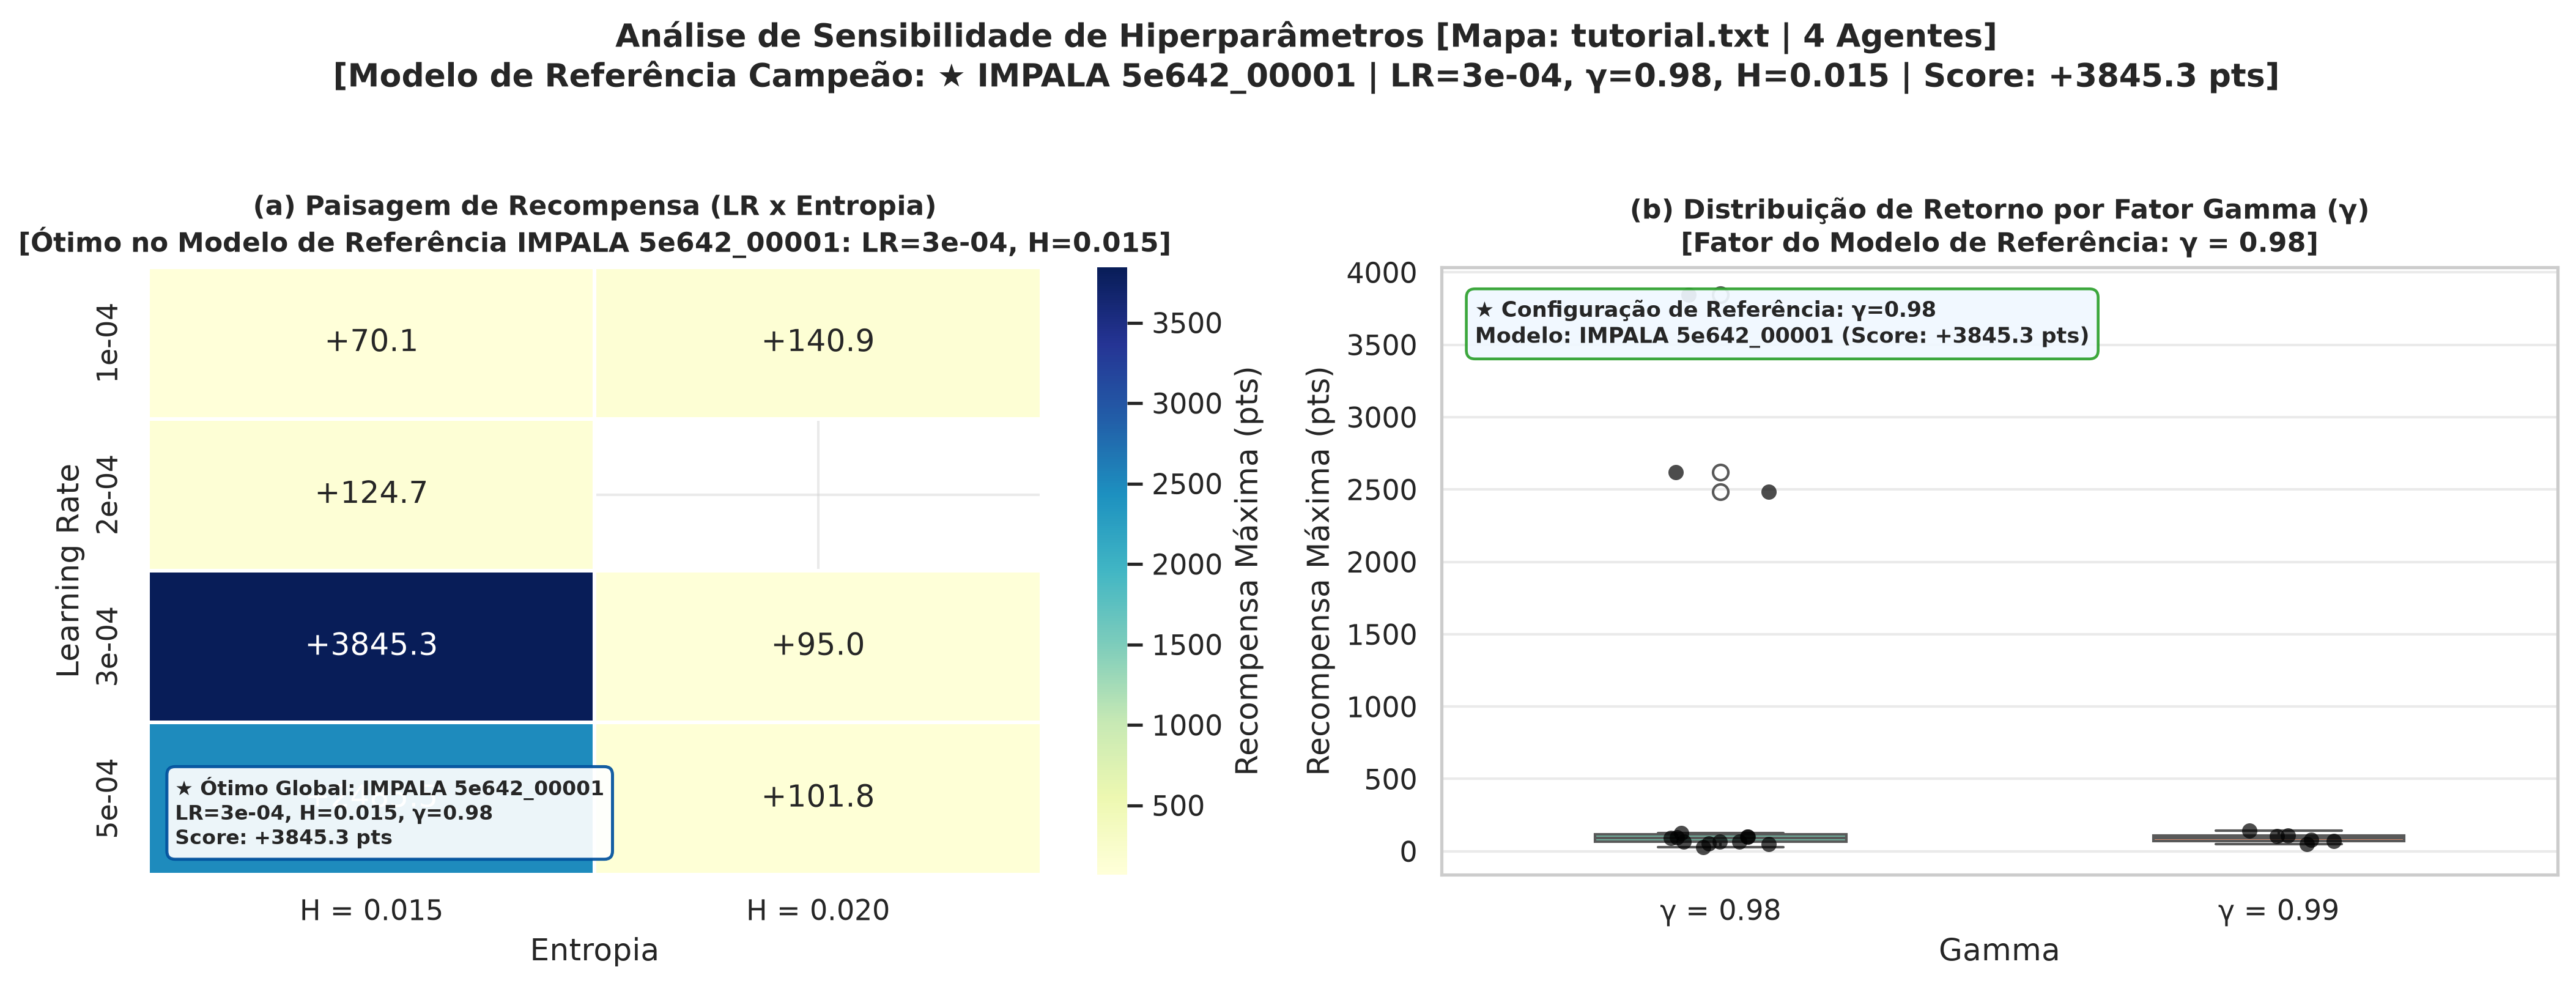 Análise de Sensibilidade de Hiperparâmetros [Mapa: tutorial.txt | 4 Agentes]
[Modelo de Referência Campeão: ★ IMPALA 5e642_00001 | LR=3e-04, γ=0.98, H=0.015 | Score: +3845.3 pts]
(a) Paisagem de Recompensa (LR x Entropia)
[Ótimo no Modelo de Referência IMPALA 5e642_00001: LR=3e-04, H=0.015]
Learning Rate
1e-04
2e-04
3e-04
5e-04
+70.1
+140.9
+124.7
+3845.3
+95.0
+101.8
★ Ótimo Global: IMPALA 5e642_00001
LR=3e-04, H=0.015, γ=0.98
Score: +3845.3 pts
H = 0.015
H = 0.020
Entropia
3500
3000
2500
2000
1500
1000
500
Recompensa Máxima (pts)
(b) Distribuição de Retorno por Fator Gamma (γ)
[Fator do Modelo de Referência: γ = 0.98]
Recompensa Máxima (pts)
4000
3500
3000
2500
2000
1500
1000
500
0
★ Configuração de Referência: γ=0.98
Modelo: IMPALA 5e642_00001 (Score: +3845.3 pts)
γ = 0.98
γ = 0.99
Gamma